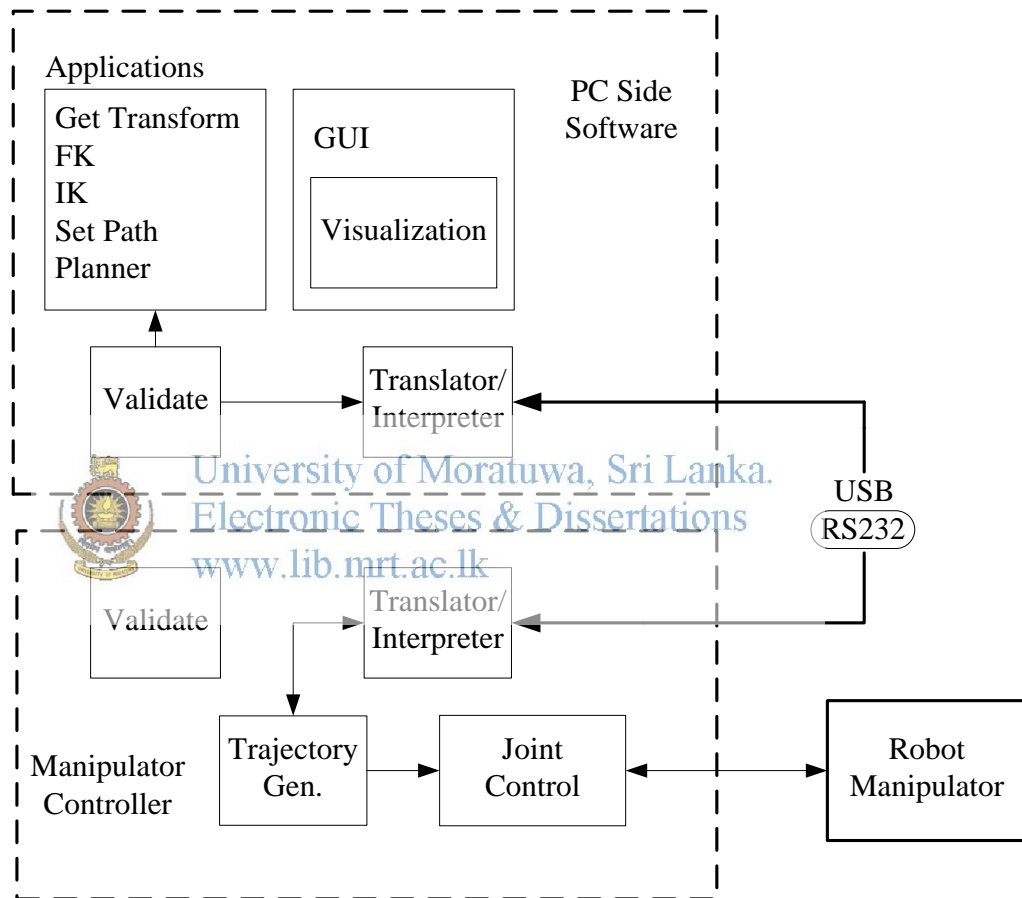 Applications
Get Transform
FK
IK
Set Path
Planner
GUI
Visualization
PC Side
Software
Validate
Translator/
Interpreter
University of Moratuwa, Sri Lanka.
Electronic Theses & Dissertations
www.lib.mrt.ac.lk
USB
RS232
Validate
Translator/
Interpreter
Manipulator
Controller
Trajectory
Gen.
Joint
Control
Robot
Manipulator